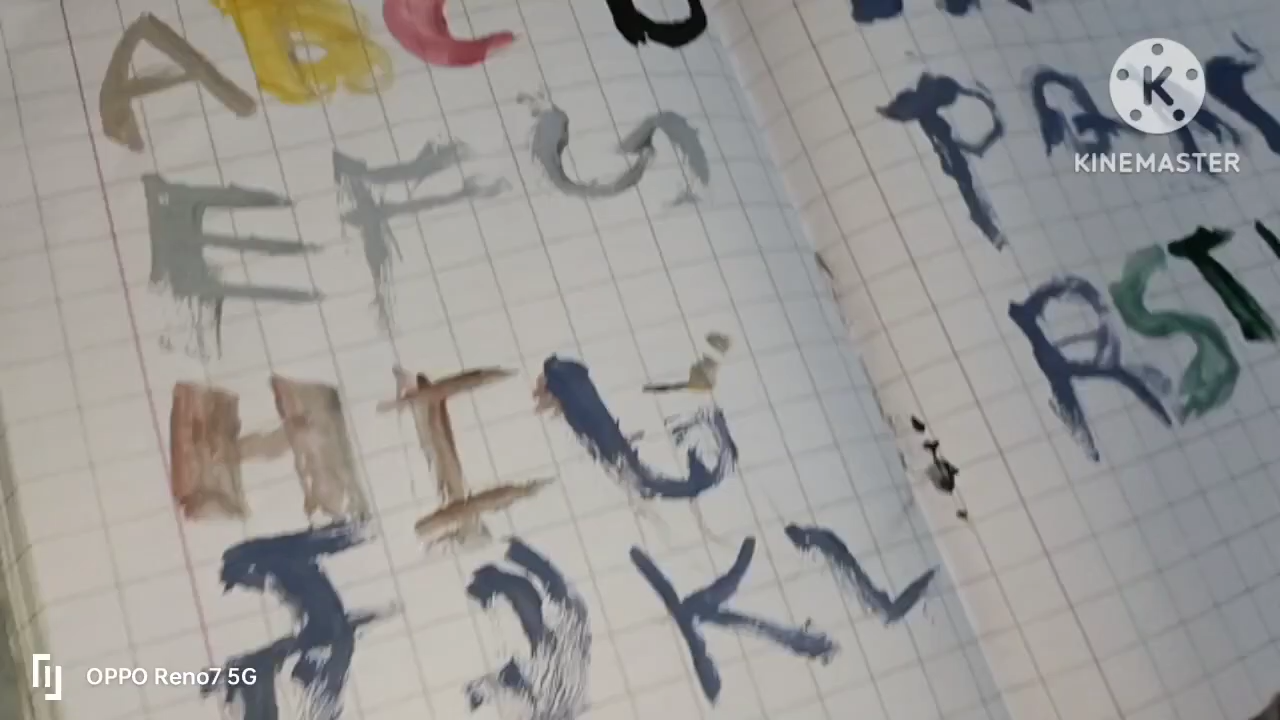 A B C D
E F G
H I G
J J K L
P
R S T
KINEMASTER
OPPO Reno7 5G